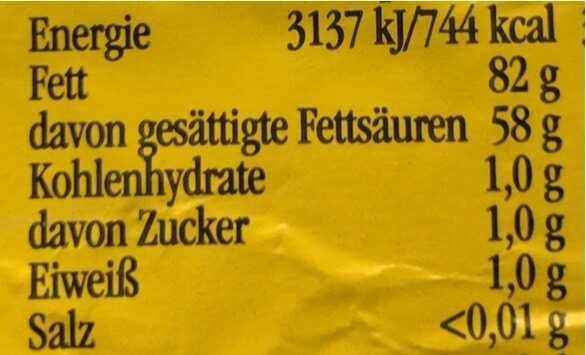 Energie 3137 kJ/744 kcal
Fett 82 g
davon gesättigte Fettsäuren 58 g
Kohlenhydrate 1,0 g
davon Zucker 1,0 g
Eiweiß 1,0 g
Salz <0,01 g